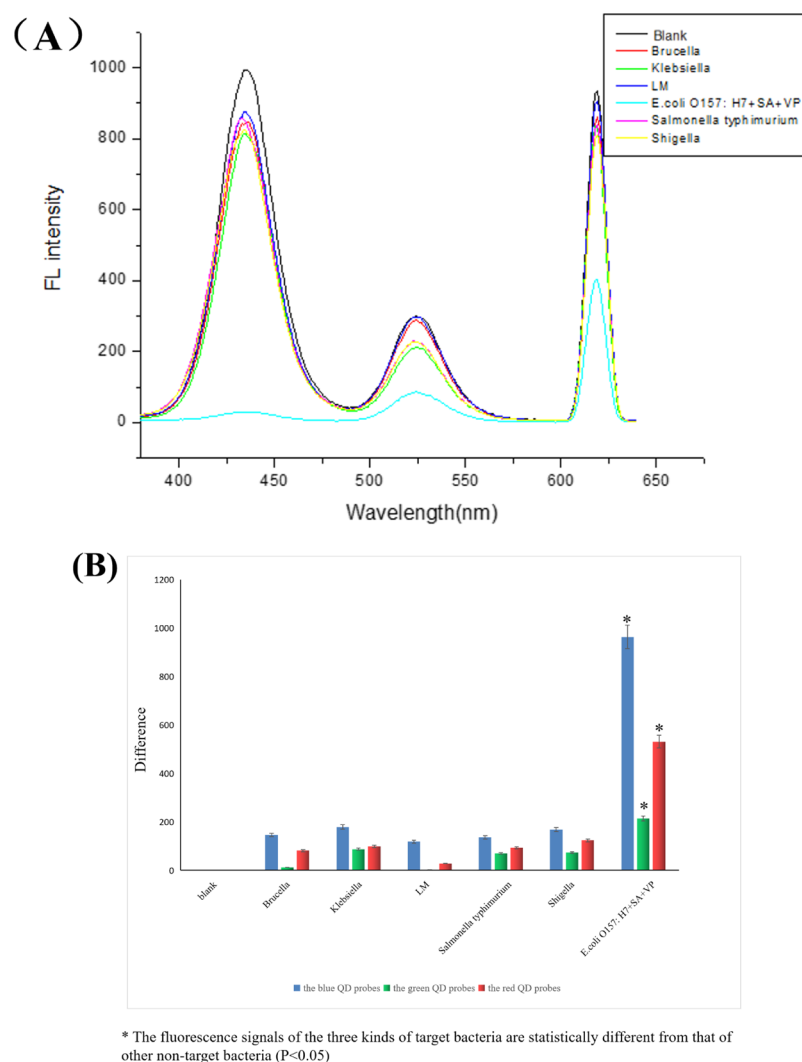 (A)
Blank
Brucella
Klebsiella
LM
E.coli O157: H7+SA+VP
Salmonella typhimurium
Shigella
1000
800
600
400
200
0
FL intensity
400 450 500 550 600 650
Wavelength(nm)
(B)
1200
1000
800
600
400
200
0
Difference
* * *
blank Brucella Klebsiella LM Salmonella typhimurium Shigella E.coli O157: H7+SA+VP
the blue QD probes the green QD probes the red QD probes
* The fluorescence signals of the three kinds of target bacteria are statistically different from that of
other non-target bacteria (P<0.05)